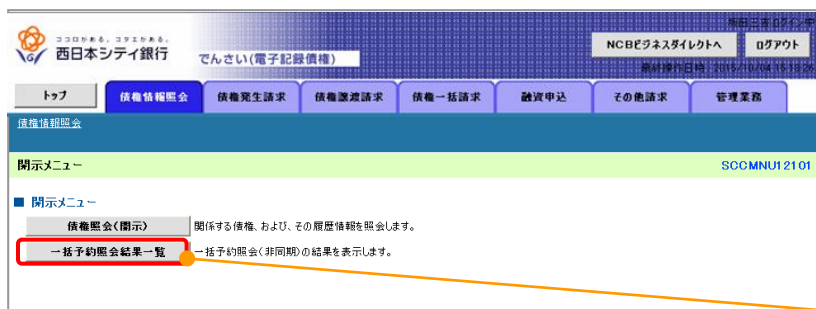 ココロがある。コタエがある。
西日本シティ銀行
でんさい(電子記録債権)
NCBビジネスダイレクトへ
ログアウト
最終操作日時
トップ
債権情報照会
債権発生請求
債権譲渡請求
債権一括請求
融資申込
その他請求
管理業務
債権情報照会
開示メニュー
SCCMNU12101
■ 開示メニュー
債権照会(開示) 関係する債権、および、その履歴情報を照会します。
一括予約照会結果一覧 一括予約照会(非同期)の結果を表示します。